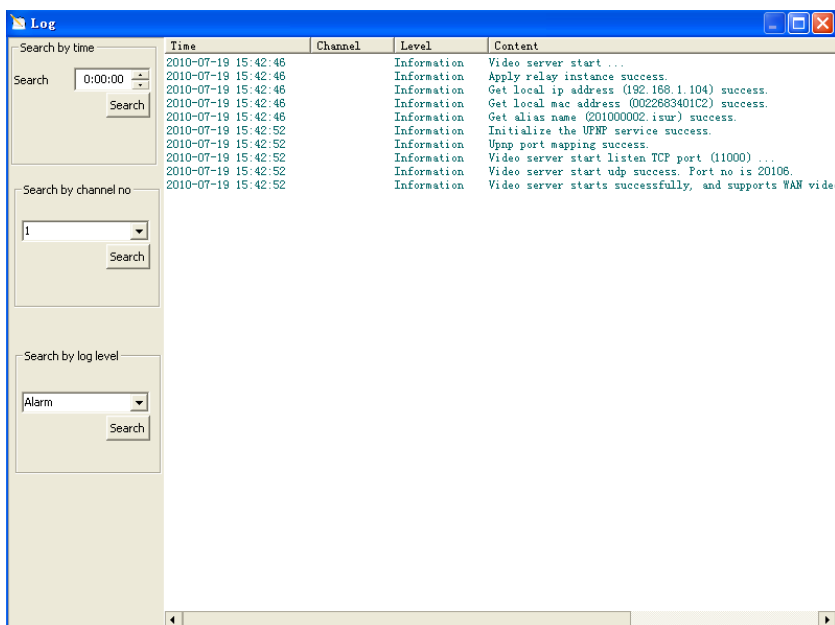 Log
Search by time
Search 0:00:00
Search
Search by channel no
1
Search
Search by log level
Alarm
Search
Time Channel Level Content
2010-07-19 15:42:46 Information Video server start ...
2010-07-19 15:42:46 Information Apply relay instance success.
2010-07-19 15:42:46 Information Get local ip address (192.168.1.104) success.
2010-07-19 15:42:46 Information Get local mac address (0022683401C2) success.
2010-07-19 15:42:46 Information Get alias name (201000002.isur) success.
2010-07-19 15:42:52 Information Initialize the UPNP service success.
2010-07-19 15:42:52 Information Upnp port mapping success.
2010-07-19 15:42:52 Information Video server start listen TCP port (11000) ...
2010-07-19 15:42:52 Information Video server start udp success. Port no is 20106.
2010-07-19 15:42:52 Information Video server starts successfully, and supports WAN vide